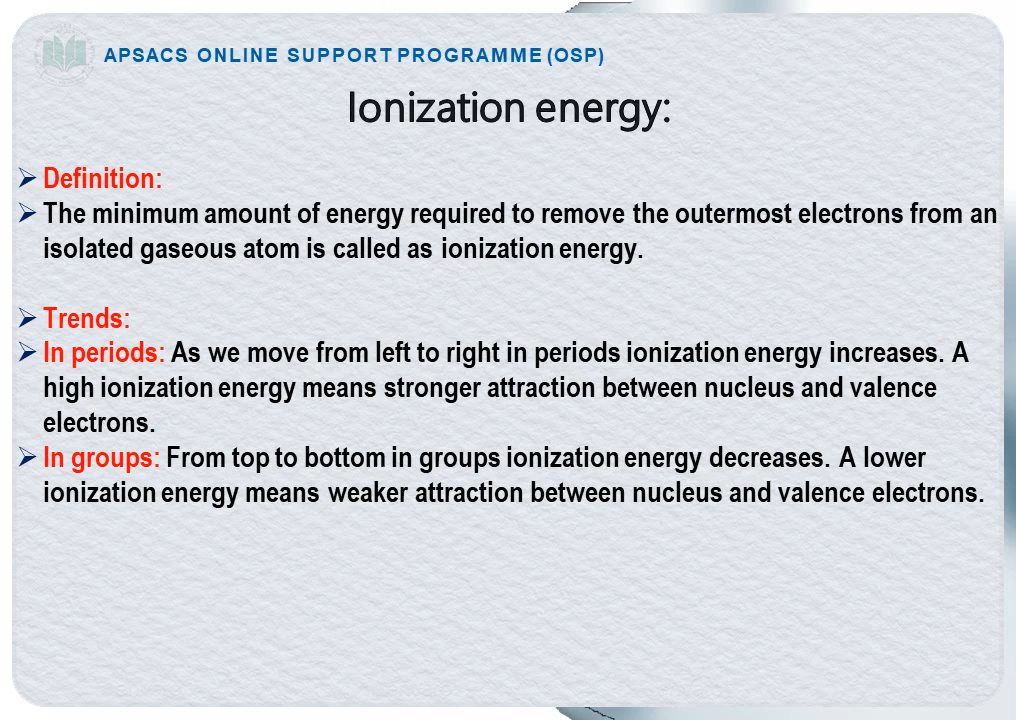 APSACS ONLINE SUPPORT PROGRAMME (OSP)
Ionization energy:
Definition:
The minimum amount of energy required to remove the outermost electrons from an
isolated gaseous atom is called as ionization energy.
Trends:
In periods: As we move from left to right in periods ionization energy increases. A
high ionization energy means stronger attraction between nucleus and valence
electrons.
In groups: From top to bottom in groups ionization energy decreases. A lower
ionization energy means weaker attraction between nucleus and valence electrons.